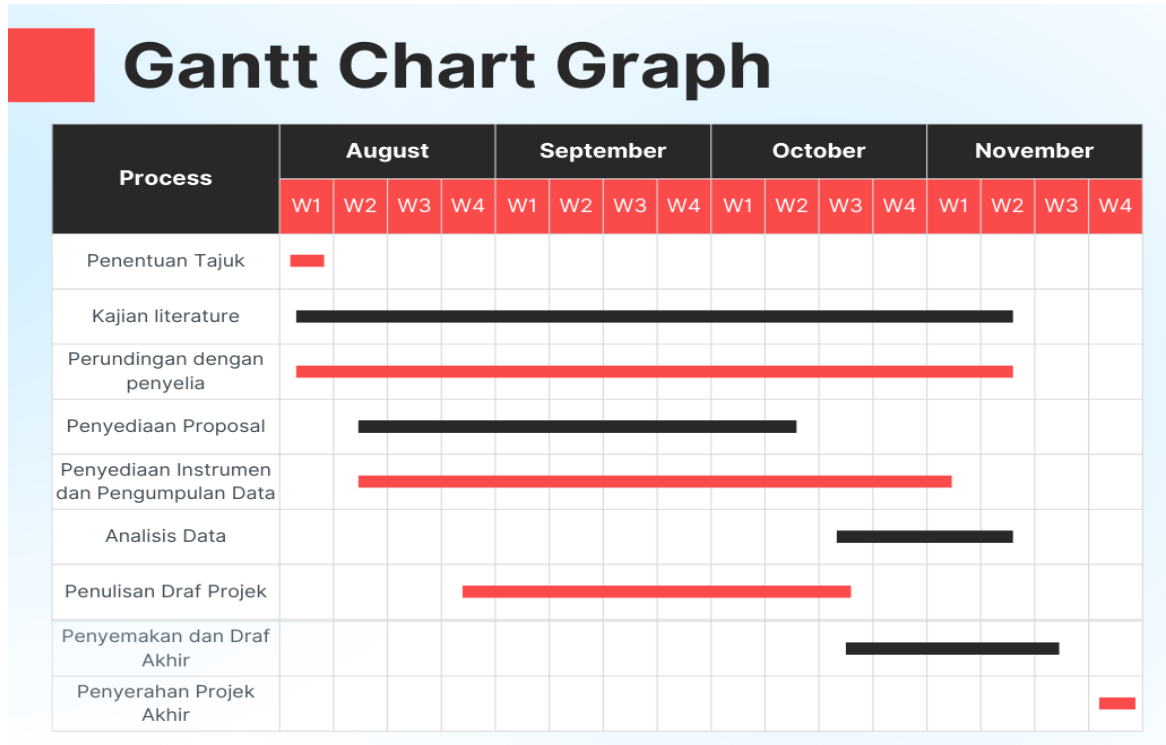 Gantt Chart Graph
Process
August September October November
W1 W2 W3 W4 W1 W2 W3 W4 W1 W2 W3 W4 W1 W2 W3 W4
Penentuan Tajuk
Kajian literature
Perundingan dengan
penyelia
Penyediaan Proposal
Penyediaan Instrumen
dan Pengumpulan Data
Analisis Data
Penulisan Draf Projek
Penyemakan dan Draf
Akhir
Penyerahan Projek
Akhir